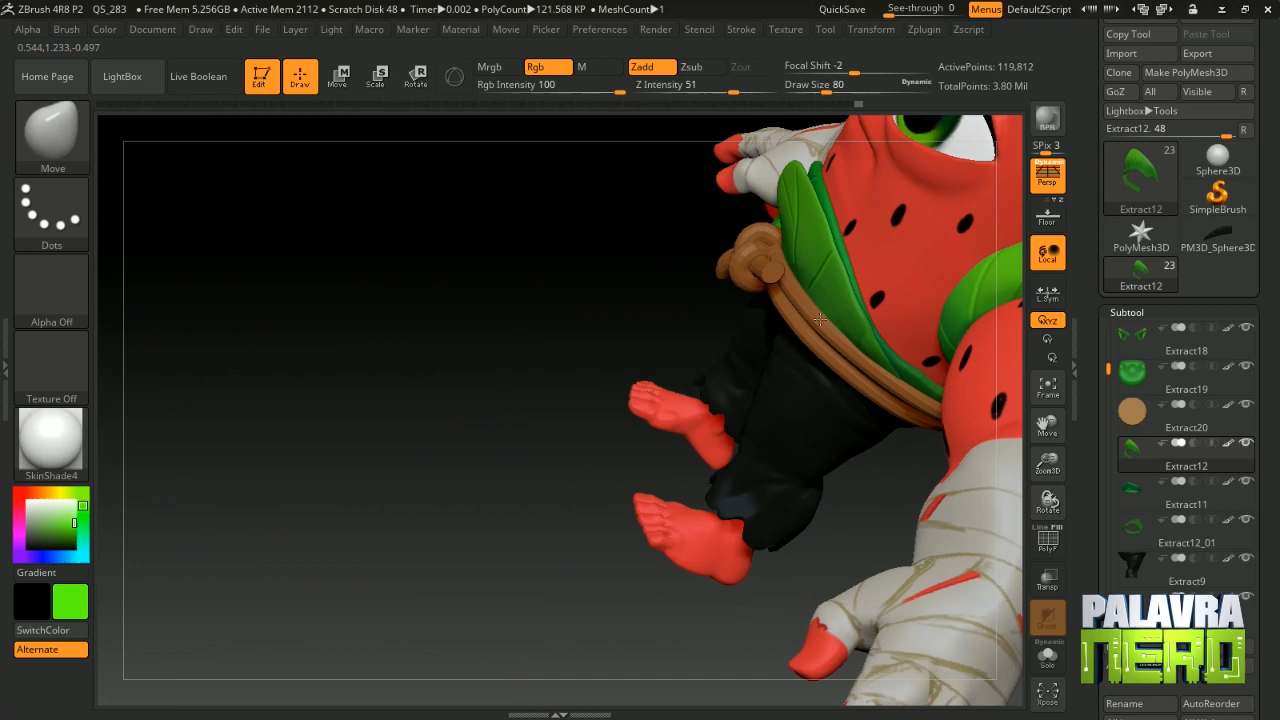 ZBrush 4R8 P2 QS_283 • Free Mem 5.256GB • Active Mem 2112 • Scratch Disk 48 • Timer▶0.002 • PolyCount▶121.568 KP • MeshCount▶1 QuickSave See-through 0 Menus DefaultZScript
Alpha Brush Color Document Draw Edit File Layer Light Macro Marker Material Movie Picker Preferences Render Stencil Stroke Texture Tool Transform Zplugin Zscript
0.544,1.233,-0.497
Home Page LightBox Live Boolean Edit Draw Move Scale Rotate
Mrgb Rgb M
Rgb Intensity 100
Zadd Zsub Zcut
Z Intensity 51
Focal Shift -2
Draw Size 80 Dynamic
ActivePoints: 119,812
TotalPoints: 3.80 Mil
Move
Dots
Alpha Off
Texture Off
SkinShade4
Gradient
SwitchColor
Alternate
BPR
SPix 3
Dynamic
Persp
Floor
Local
L.Sym
XYZ
Frame
Move
Zoom3D
Rotate
Line Fill
PolyF
Transp
Ghost
Dynamic
Solo
Xpose
Copy Tool Paste Tool
Import Export
Clone Make PolyMesh3D
GoZ All Visible R
Lightbox▶Tools
Extract12. 48 R
23
Extract12
Sphere3D
SimpleBrush
PolyMesh3D PM3D_Sphere3D
23
Extract12
Subtool
Extract18
Extract19
Extract20
Extract12
Extract11
Extract12_01
Extract9
PALAVRA
NERD
Rename AutoReorder